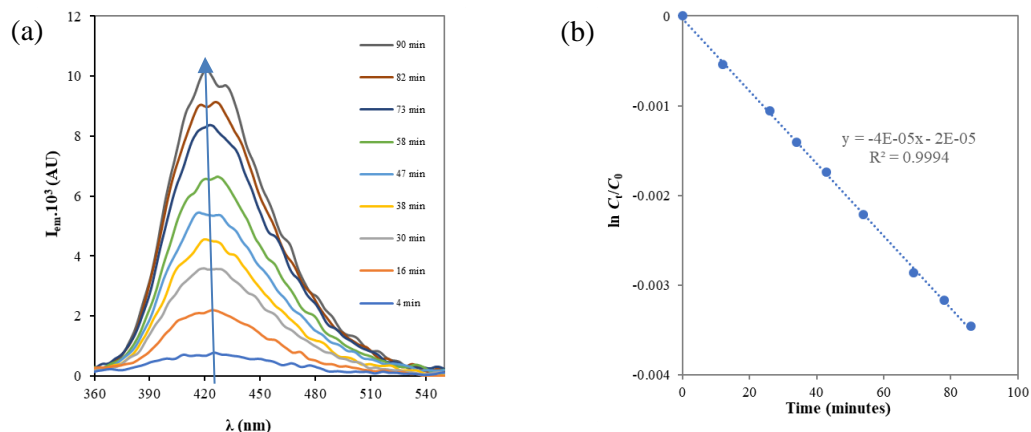 (a)
12
10
8
6
4
2
0
I_em.10³ (AU)
360
390
420
450
480
510
540
λ (nm)
90 min
82 min
73 min
58 min
47 min
38 min
30 min
16 min
4 min
(b)
0
-0.001
-0.002
-0.003
-0.004
ln C_t/C_0
y = -4E-05x - 2E-05
R² = 0.9994
0
20
40
60
80
100
Time (minutes)